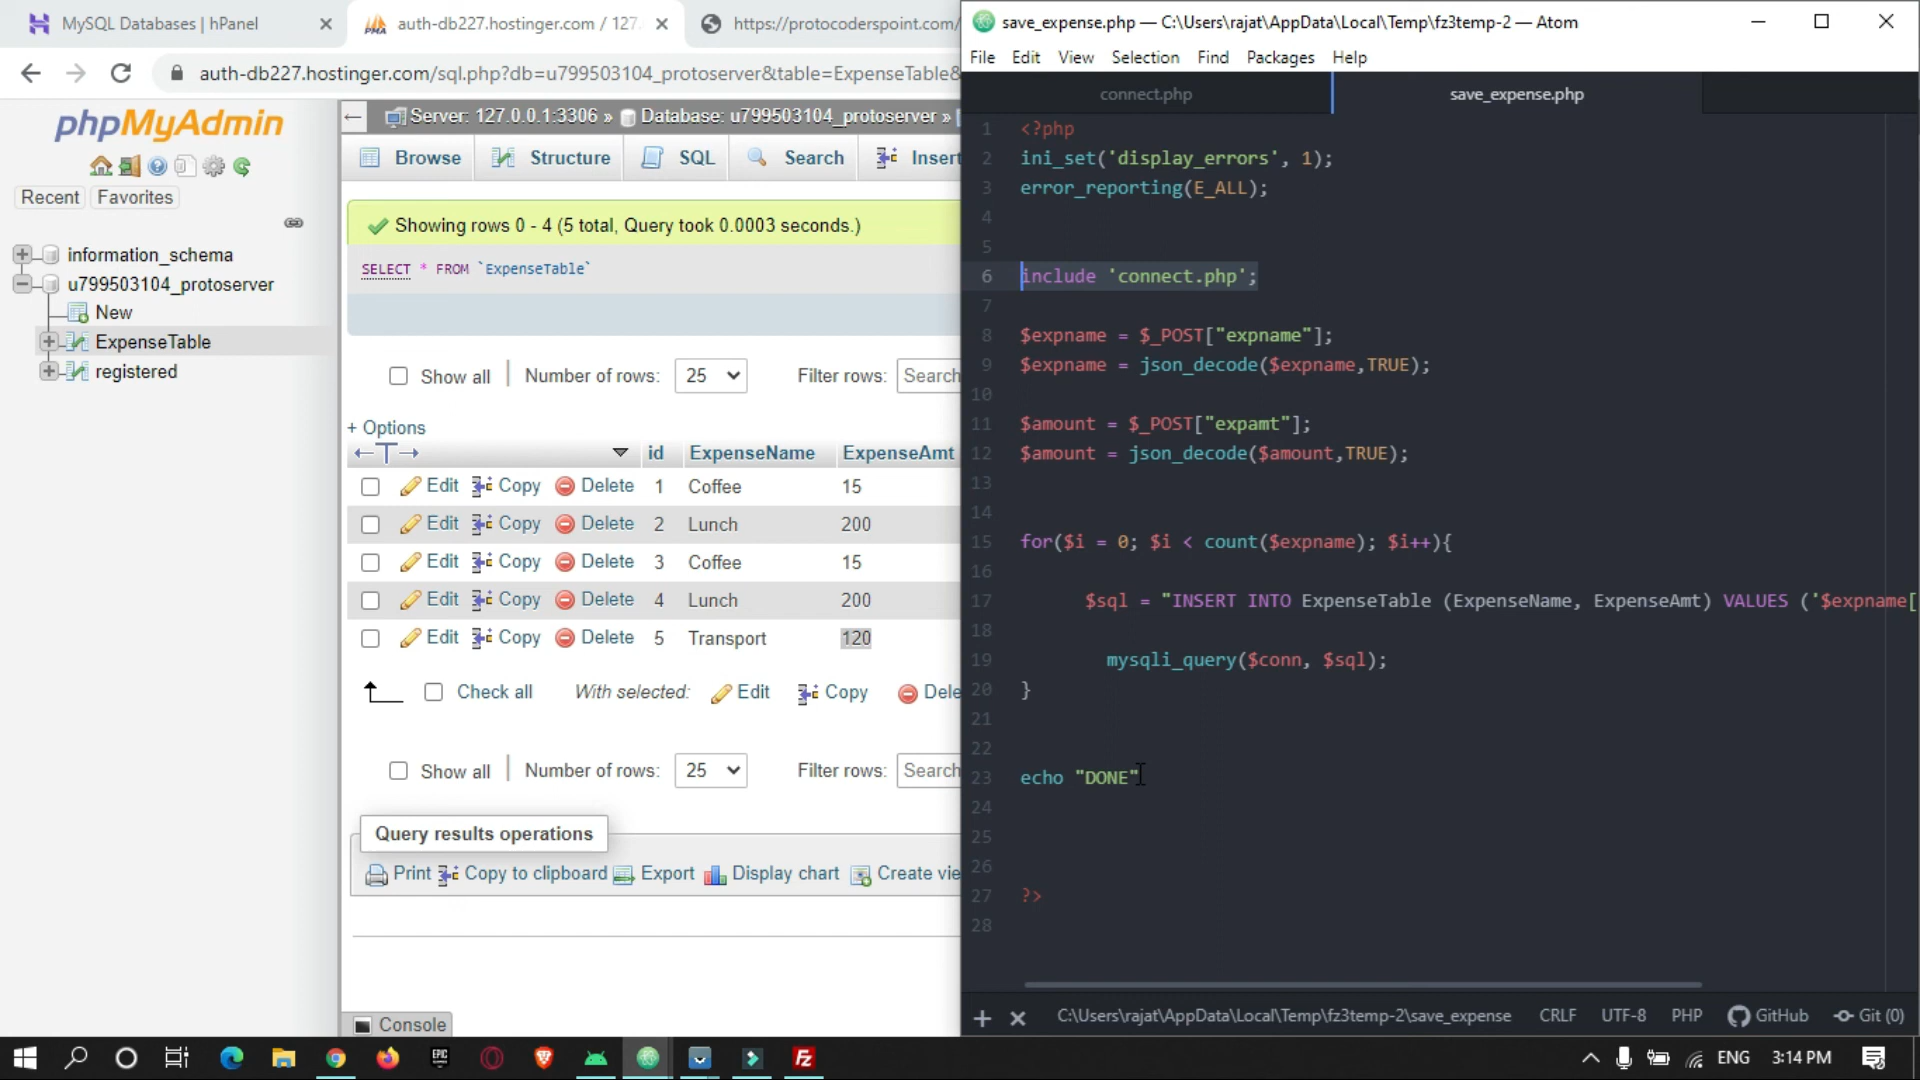 MySQL Databases | hPanel
auth-db227.hostinger.com / 127.
https://protocoderspoint.com/
auth-db227.hostinger.com/sql.php?db=u799503104_protoserver&table=ExpenseTable&
phpMyAdmin
Recent Favorites
information_schema
u799503104_protoserver
New
ExpenseTable
registered
Server: 127.0.0.1:3306 » Database: u799503104_protoserver »
Browse Structure SQL Search Insert
Showing rows 0 - 4 (5 total, Query took 0.0003 seconds.)
SELECT * FROM `ExpenseTable`
Show all Number of rows: 25 Filter rows: Search
+ Options
←T→ id ExpenseName ExpenseAmt
Edit Copy Delete 1 Coffee 15
Edit Copy Delete 2 Lunch 200
Edit Copy Delete 3 Coffee 15
Edit Copy Delete 4 Lunch 200
Edit Copy Delete 5 Transport 120
Check all With selected: Edit Copy Dele
Show all Number of rows: 25 Filter rows: Search
Query results operations
Print Copy to clipboard Export Display chart Create vie
Console
save_expense.php — C:\Users\rajat\AppData\Local\Temp\fz3temp-2 — Atom
File Edit View Selection Find Packages Help
connect.php save_expense.php
1 <?php
2 ini_set('display_errors', 1);
3 error_reporting(E_ALL);
4
5
6 include 'connect.php';
7
8 $expname = $_POST["expname"];
9 $expname = json_decode($expname,TRUE);
10
11 $amount = $_POST["expamt"];
12 $amount = json_decode($amount,TRUE);
13
14
15 for($i = 0; $i < count($expname); $i++){
16
17 $sql = "INSERT INTO ExpenseTable (ExpenseName, ExpenseAmt) VALUES ('$expname[
18
19 mysqli_query($conn, $sql);
20 }
21
22
23 echo "DONE"
24
25
26
27 ?>
28
C:\Users\rajat\AppData\Local\Temp\fz3temp-2\save_expense CRLF UTF-8 PHP GitHub Git (0)
EPIC
Fz
ENG 3:14 PM